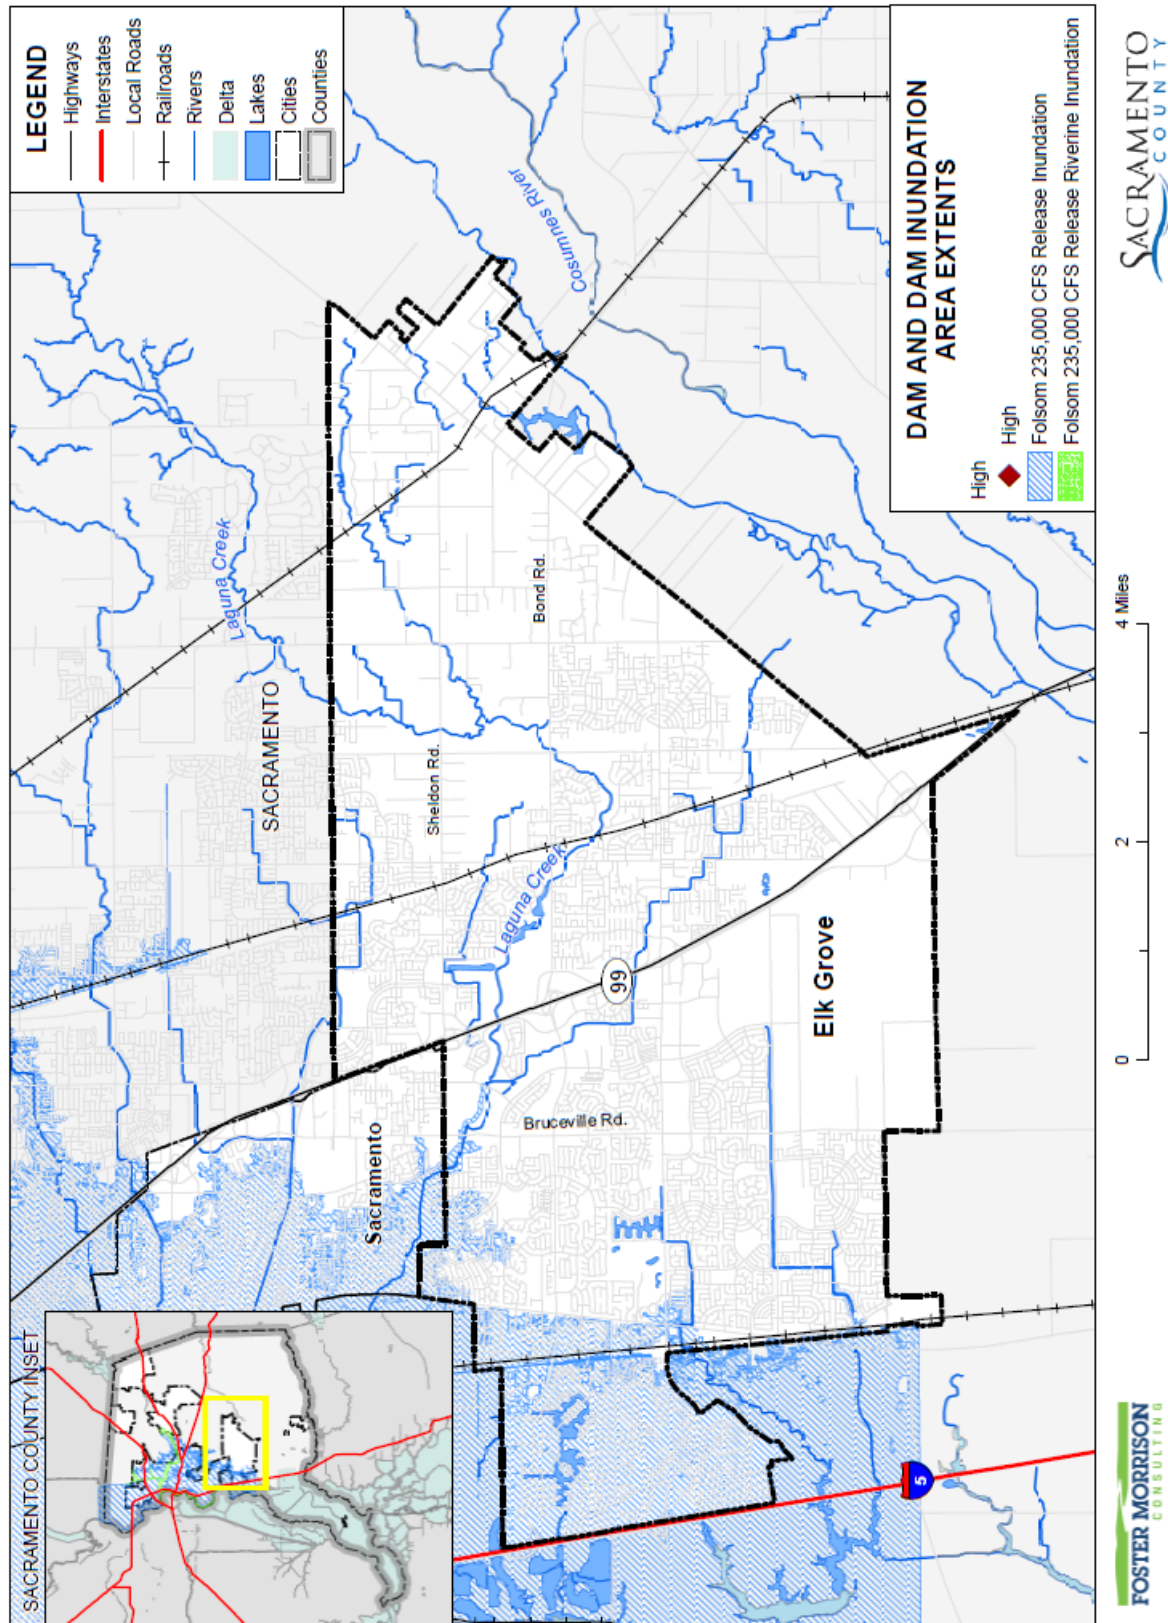 SACRAMENTO COUNTY INSET
LEGEND
Highways
Interstates
Local Roads
Railroads
Rivers
Delta
Lakes
Cities
Counties
SACRAMENTO
Laguna Creek
Cosumnes River
Sacramento
Sheldon Rd.
Laguna Creek
Bond Rd.
Bruceville Rd.
99
Elk Grove
5
DAM AND DAM INUNDATION
AREA EXTENTS
High
High
Folsom 235,000 CFS Release Inundation
Folsom 235,000 CFS Release Riverine Inundation
0 2 4 Miles
FOSTER MORRISON
CONSULTING
SACRAMENTO
COUNTY